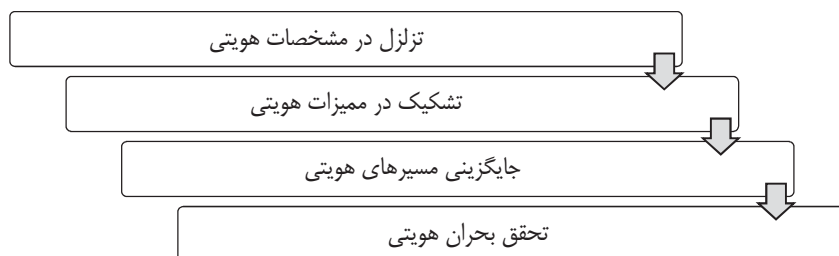 تزلزل در مشخصات هویتی
تشکیک در ممیزات هویتی
جایگزینی مسیرهای هویتی
تحقق بحران هویتی